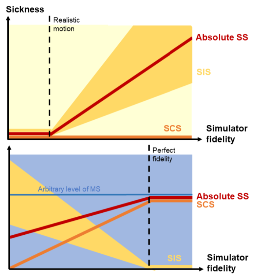 Sickness
Realistic
motion
Absolute SS
SIS
SCS
Simulator
fidelity
Perfect
fidelity
Arbitrary level of MS
Absolute SS
SCS
SIS
Simulator
fidelity